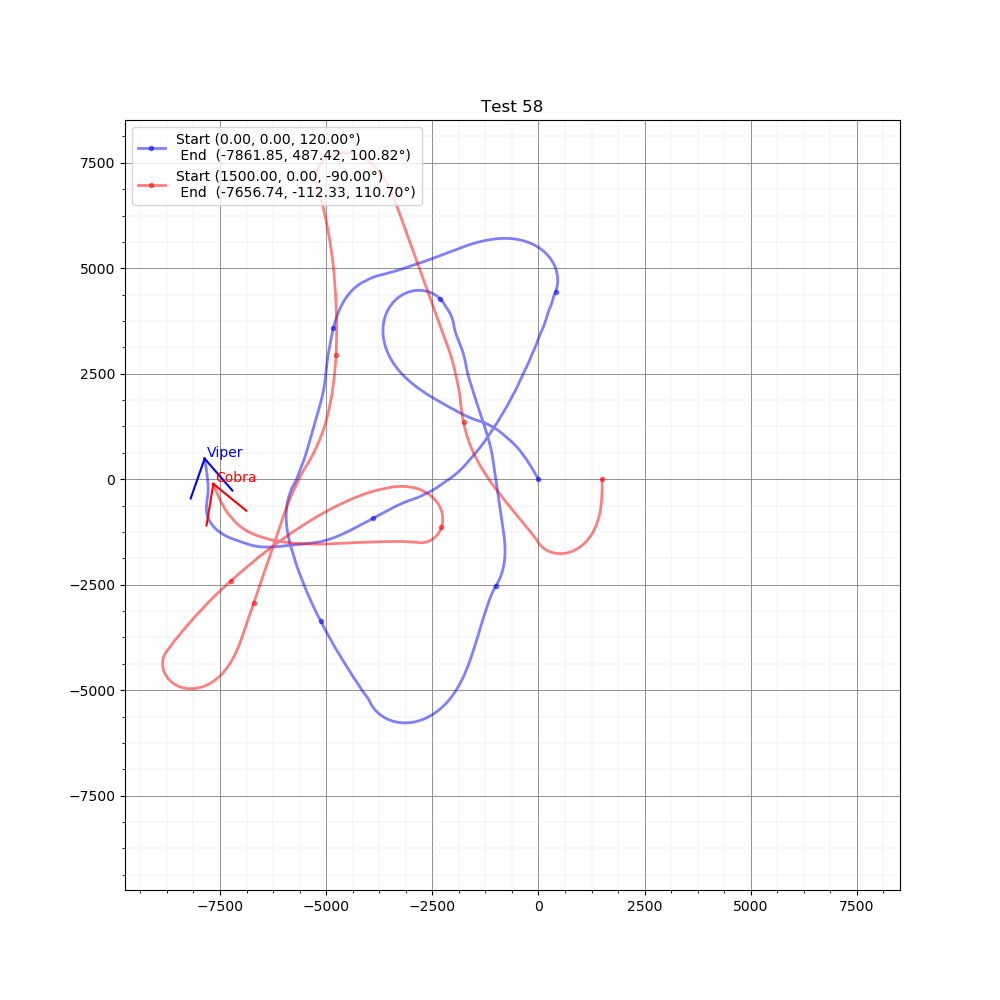 Test 58
Start (0.00, 0.00, 120.00°)
End (-7861.85, 487.42, 100.82°)
Start (1500.00, 0.00, -90.00°)
End (-7656.74, -112.33, 110.70°)
7500
5000
2500
0
−2500
−5000
−7500
Viper
Cobra
−7500
−5000
−2500
0
2500
5000
7500